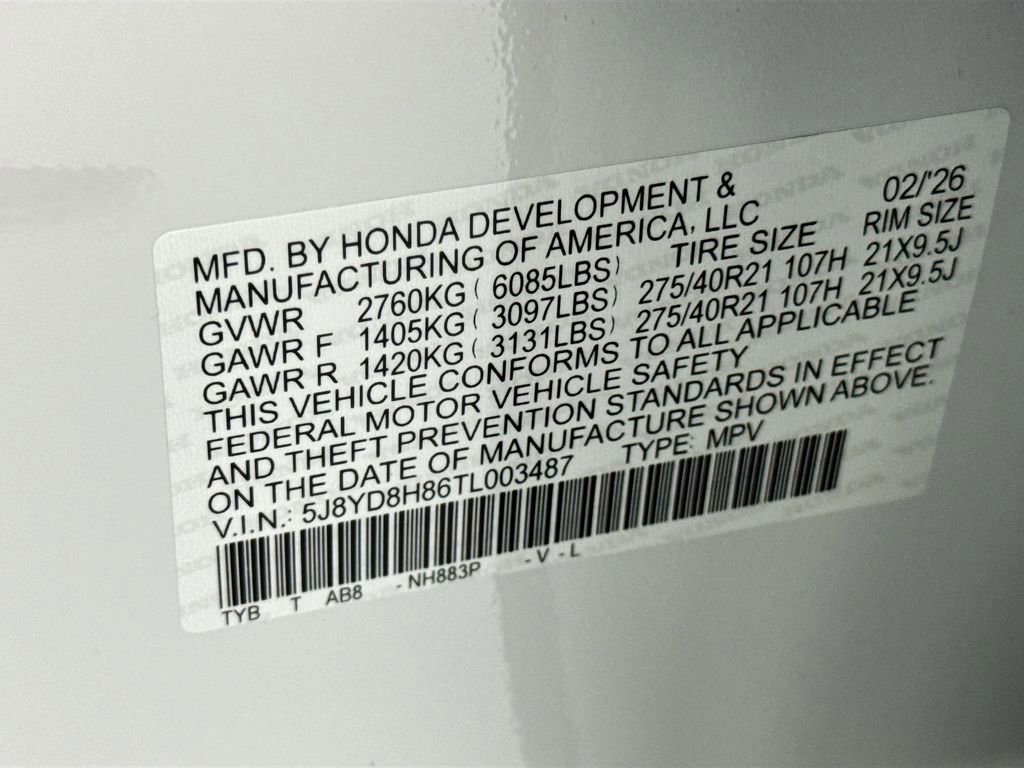 MFD. BY HONDA DEVELOPMENT & 02/'26
MANUFACTURING OF AMERICA, LLC
GVWR 2760KG ( 6085LBS) TIRE SIZE RIM SIZE
GAWR F 1405KG ( 3097LBS) 275/40R21 107H 21X9.5J
GAWR R 1420KG ( 3131LBS) 275/40R21 107H 21X9.5J
THIS VEHICLE CONFORMS TO ALL APPLICABLE
FEDERAL MOTOR VEHICLE SAFETY
AND THEFT PREVENTION STANDARDS IN EFFECT
ON THE DATE OF MANUFACTURE SHOWN ABOVE.
V.I.N.: 5J8YD8H86TL003487 TYPE: MPV
TYB T AB8 - NH883P - V - L